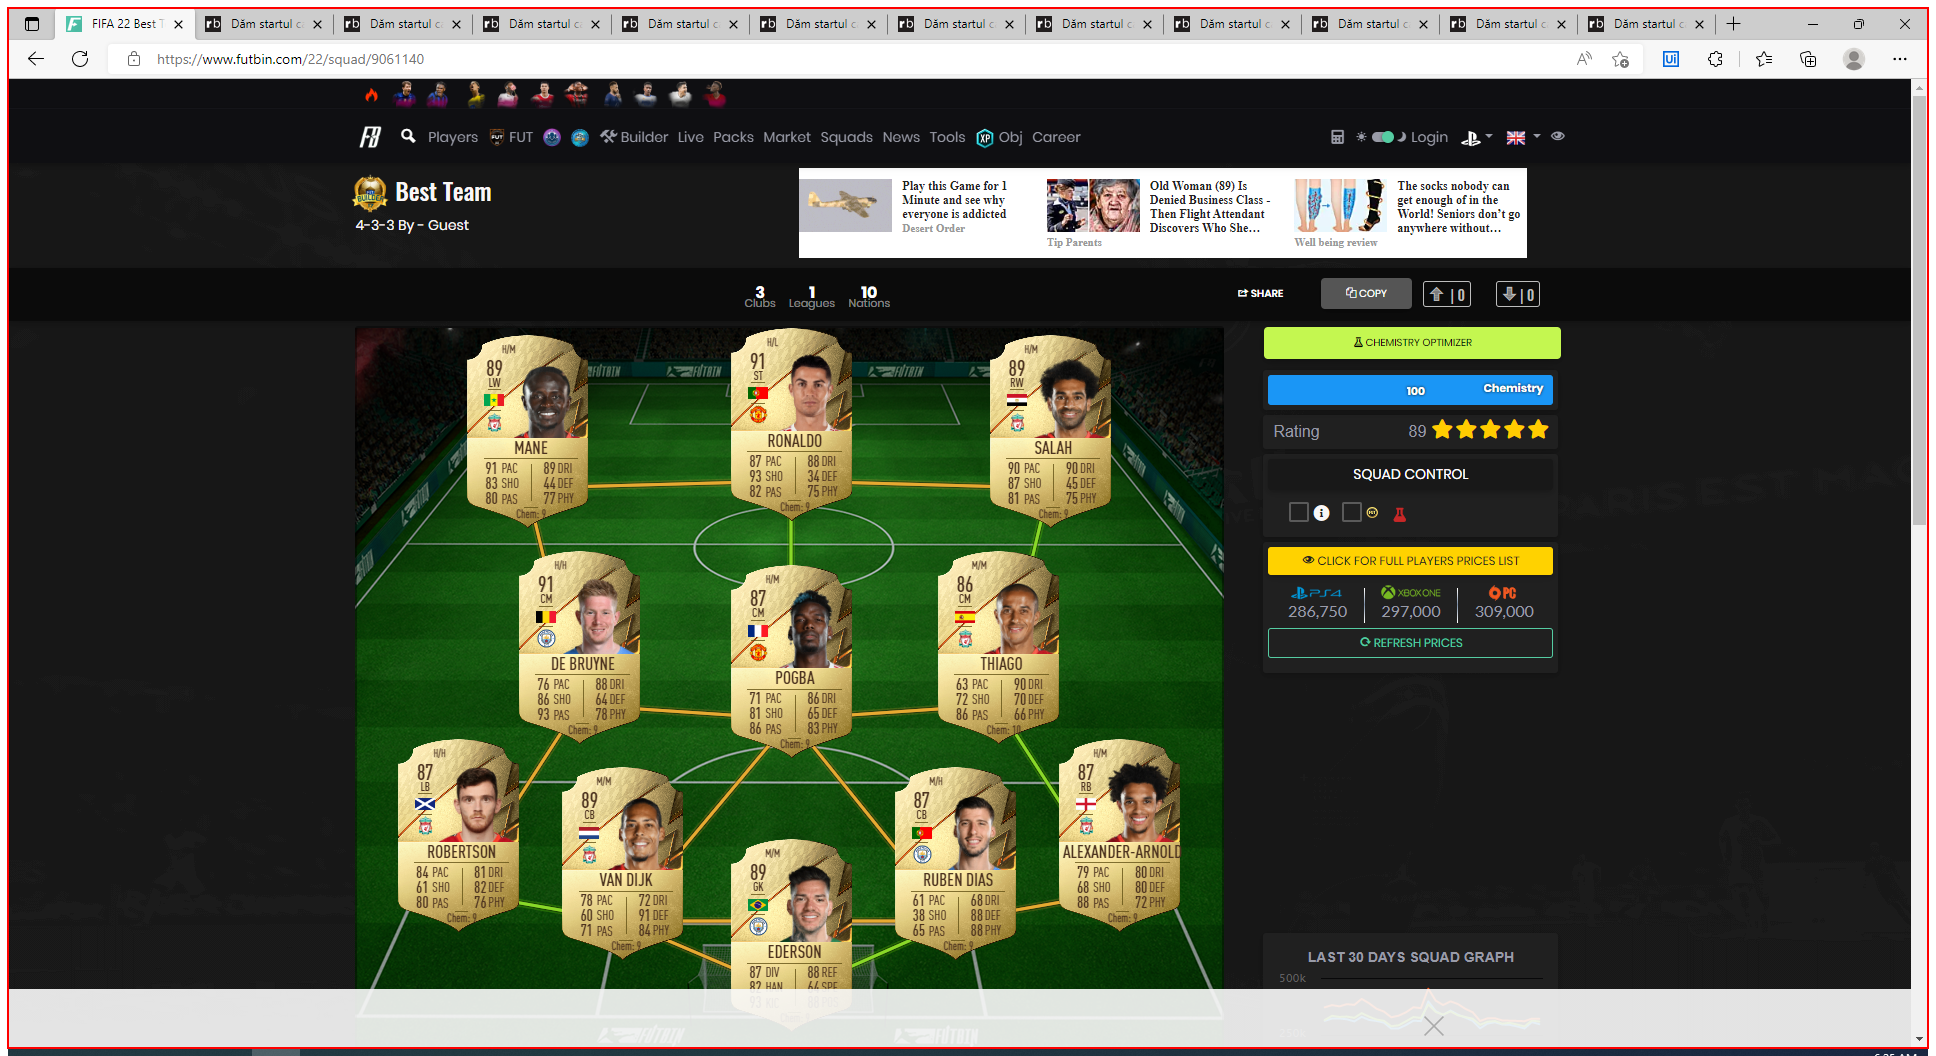 FIFA 22 Best T
Dăm startul c
Dăm startul c
Dăm startul c
Dăm startul c
Dăm startul c
Dăm startul c
Dăm startul c
Dăm startul c
Dăm startul c
Dăm startul c
Dăm startul c
https://www.futbin.com/22/squad/9061140
Players FUT Builder Live Packs Market Squads News Tools Obj Career Login
Best Team
4-3-3 By - Guest
Play this Game for 1
Minute and see why
everyone is addicted
Desert Order
Old Woman (89) Is
Denied Business Class -
Then Flight Attendant
Discovers Who She...
Tip Parents
The socks nobody can
get enough of in the
World! Seniors don't go
anywhere without...
Well being review
3 Clubs
1 Leagues
10 Nations
SHARE
COPY
| 0
| 0
H/M
89
LW
MANE
91 PAC 89 DRI
83 SHO 44 DEF
80 PAS 77 PHY
Chem: 9
H/L
91
ST
RONALDO
87 PAC 88 DRI
93 SHO 34 DEF
82 PAS 75 PHY
Chem: 9
H/M
89
RW
SALAH
90 PAC 90 DRI
87 SHO 45 DEF
81 PAS 75 PHY
Chem: 9
H/H
91
CM
DE BRUYNE
76 PAC 88 DRI
86 SHO 64 DEF
93 PAS 78 PHY
Chem: 9
H/M
87
CM
POGBA
71 PAC 86 DRI
81 SHO 65 DEF
86 PAS 83 PHY
Chem: 9
M/M
86
CM
THIAGO
63 PAC 90 DRI
72 SHO 70 DEF
86 PAS 66 PHY
Chem: 10
H/H
87
LB
ROBERTSON
84 PAC 81 DRI
61 SHO 82 DEF
80 PAS 76 PHY
Chem: 9
M/M
89
CB
VAN DIJK
78 PAC 72 DRI
60 SHO 91 DEF
71 PAS 84 PHY
Chem: 9
M/M
89
GK
EDERSON
87 DIV 88 REF
82 HAN 64 SPE
M/H
87
CB
RUBEN DIAS
61 PAC 68 DRI
38 SHO 88 DEF
65 PAS 88 PHY
Chem: 9
H/M
87
RB
ALEXANDER-ARNOLD
79 PAC 80 DRI
68 SHO 80 DEF
88 PAS 72 PHY
Chem: 9
CHEMISTRY OPTIMIZER
100 Chemistry
Rating 89
SQUAD CONTROL
CLICK FOR FULL PLAYERS PRICES LIST
PS4 XBOX ONE PC
286,750 297,000 309,000
REFRESH PRICES
LAST 30 DAYS SQUAD GRAPH
500k